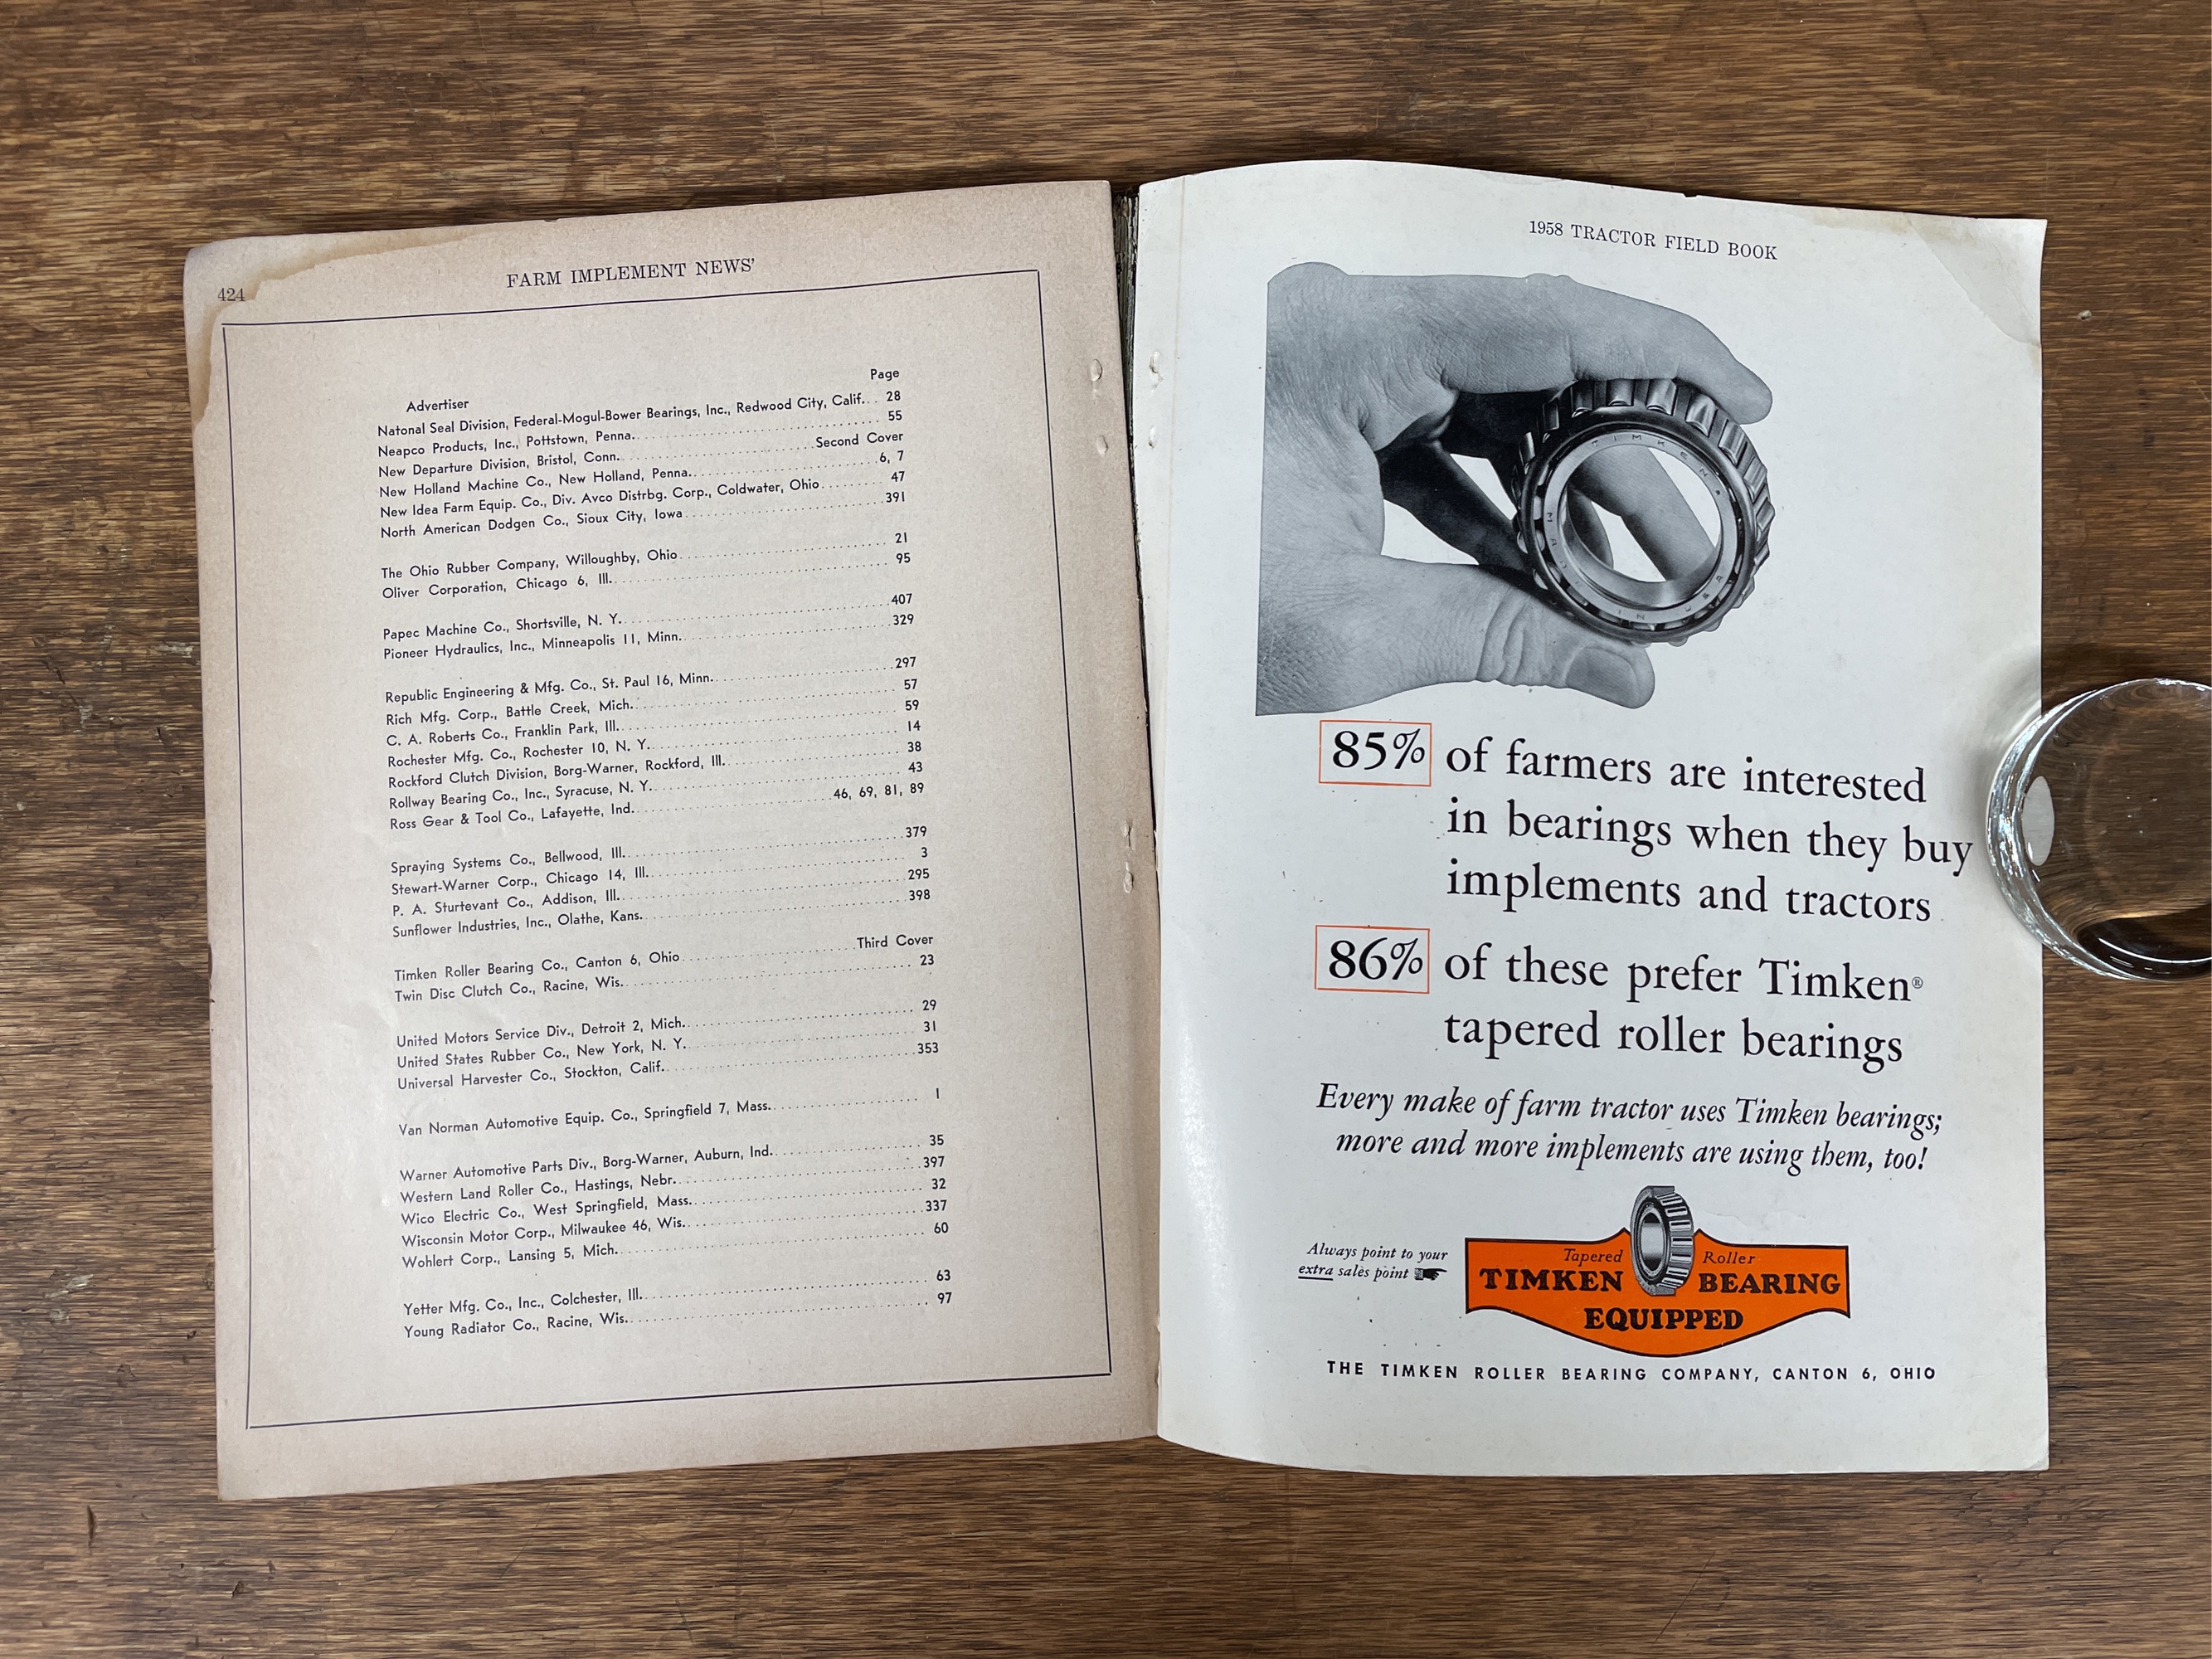 424
FARM IMPLEMENT NEWS'
Advertiser Page
Natonal Seal Division, Federal-Mogul-Bower Bearings, Inc., Redwood City, Calif. . . 28
Neapco Products, Inc., Pottstown, Penna. 55
New Departure Division, Bristol, Conn. Second Cover
New Holland Machine Co., New Holland, Penna. 6, 7
New Idea Farm Equip. Co., Div. Avco Distrbg. Corp., Coldwater, Ohio 47
North American Dodgen Co., Sioux City, Iowa 391
The Ohio Rubber Company, Willoughby, Ohio 21
Oliver Corporation, Chicago 6, Ill. 95
Papec Machine Co., Shortsville, N. Y. 407
Pioneer Hydraulics, Inc., Minneapolis 11, Minn. 329
Republic Engineering & Mfg. Co., St. Paul 16, Minn. 297
Rich Mfg. Corp., Battle Creek, Mich. 57
C. A. Roberts Co., Franklin Park, Ill. 59
Rochester Mfg. Co., Rochester 10, N. Y. 14
Rockford Clutch Division, Borg-Warner, Rockford, Ill. 38
Rollway Bearing Co., Inc., Syracuse, N. Y. 43
Ross Gear & Tool Co., Lafayette, Ind. 46, 69, 81, 89
Spraying Systems Co., Bellwood, Ill. 379
Stewart-Warner Corp., Chicago 14, Ill. 3
P. A. Sturtevant Co., Addison, Ill. 295
Sunflower Industries, Inc., Olathe, Kans. 398
Timken Roller Bearing Co., Canton 6, Ohio Third Cover
Twin Disc Clutch Co., Racine, Wis. 23
United Motors Service Div., Detroit 2, Mich. 29
United States Rubber Co., New York, N. Y. 31
Universal Harvester Co., Stockton, Calif. 353
Van Norman Automotive Equip. Co., Springfield 7, Mass. 1
Warner Automotive Parts Div., Borg-Warner, Auburn, Ind. 35
Western Land Roller Co., Hastings, Nebr. 397
Wico Electric Co., West Springfield, Mass. 32
Wisconsin Motor Corp., Milwaukee 46, Wis. 337
Wohlert Corp., Lansing 5, Mich. 60
Yetter Mfg. Co., Inc., Colchester, Ill. 63
Young Radiator Co., Racine, Wis. 97
1958 TRACTOR FIELD BOOK
TIMKEN
85% of farmers are interested
in bearings when they buy
implements and tractors
86% of these prefer Timken®
tapered roller bearings
Every make of farm tractor uses Timken bearings;
more and more implements are using them, too!
Always point to your
extra sales point
Tapered Roller
TIMKEN BEARING
EQUIPPED
THE TIMKEN ROLLER BEARING COMPANY, CANTON 6, OHIO